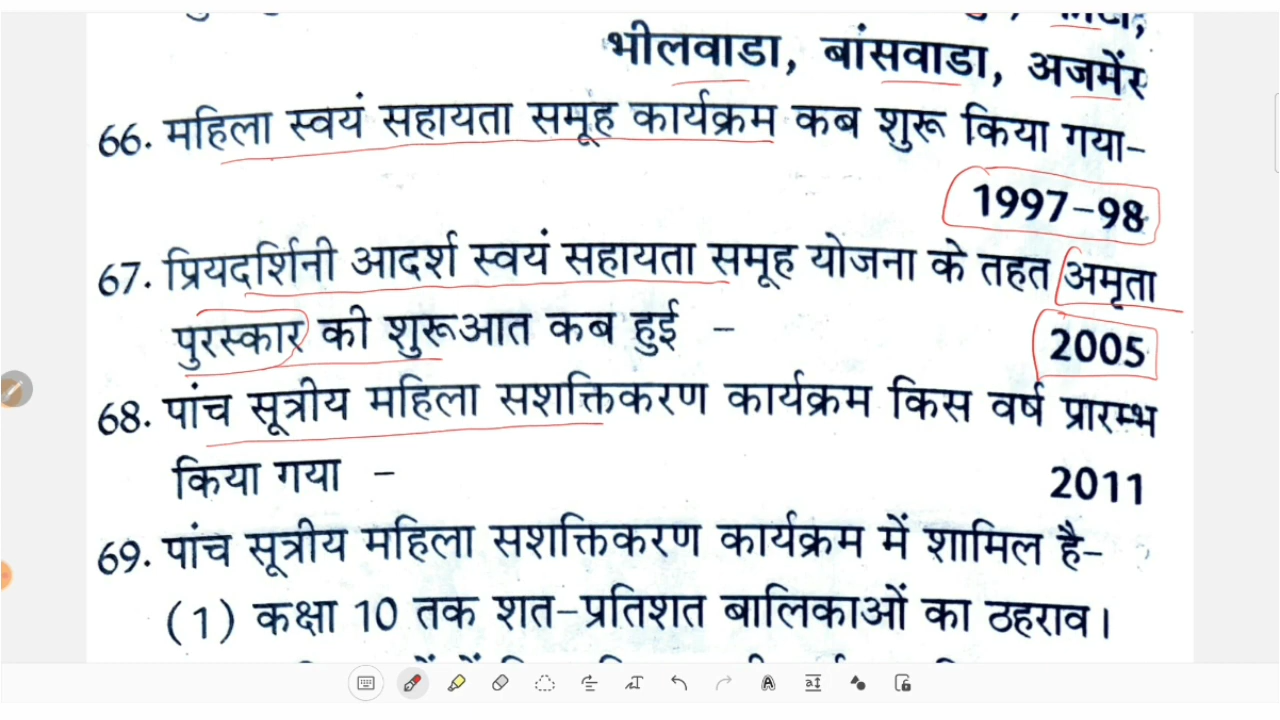 भीलवाडा, बांसवाडा, अजमेंर
66. महिला स्वयं सहायता समूह कार्यक्रम कब शुरू किया गया-
1997-98
67. प्रियदर्शिनी आदर्श स्वयं सहायता समूह योजना के तहत अमृता
पुरस्कार की शुरूआत कब हुई - 2005
68. पांच सूत्रीय महिला सशक्तिकरण कार्यक्रम किस वर्ष प्रारम्भ
किया गया - 2011
69. पांच सूत्रीय महिला सशक्तिकरण कार्यक्रम में शामिल है-
(1) कक्षा 10 तक शत-प्रतिशत बालिकाओं का ठहराव।